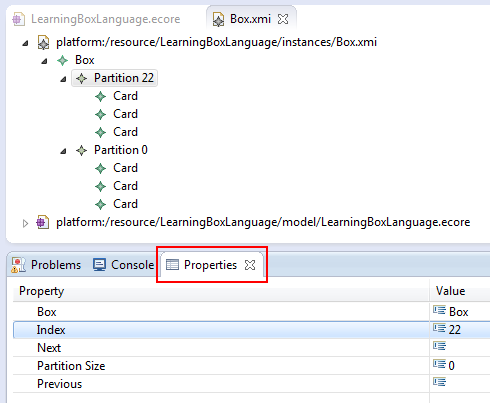 LearningBoxLanguage.ecore Box.xmi
platform:/resource/LearningBoxLanguage/instances/Box.xmi
Box
Partition 22
Card
Card
Card
Partition 0
Card
Card
Card
platform:/resource/LearningBoxLanguage/model/LearningBoxLanguage.ecore
Problems Console Properties
Property Value
Box Box
Index 22
Next
Partition Size 0
Previous